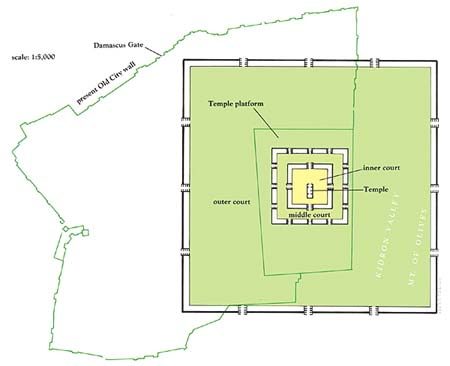 Damascus Gate
scale: 1:5,000
present Old City wall
Temple platform
inner court
Temple
outer court
middle court
KIDRON VALLEY
MT. OF OLIVES